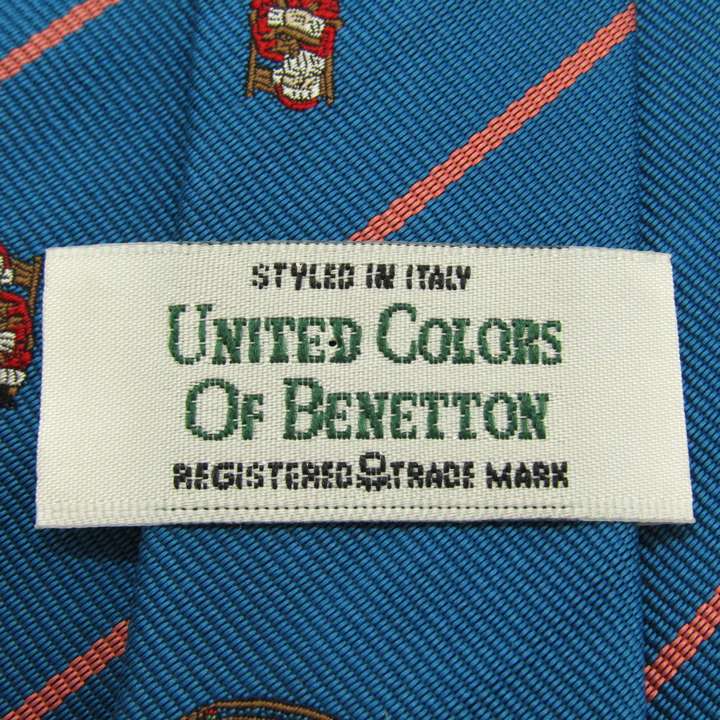 STYLED IN ITALY
UNITED COLORS
OF BENETTON
REGISTERED TRADE MARK